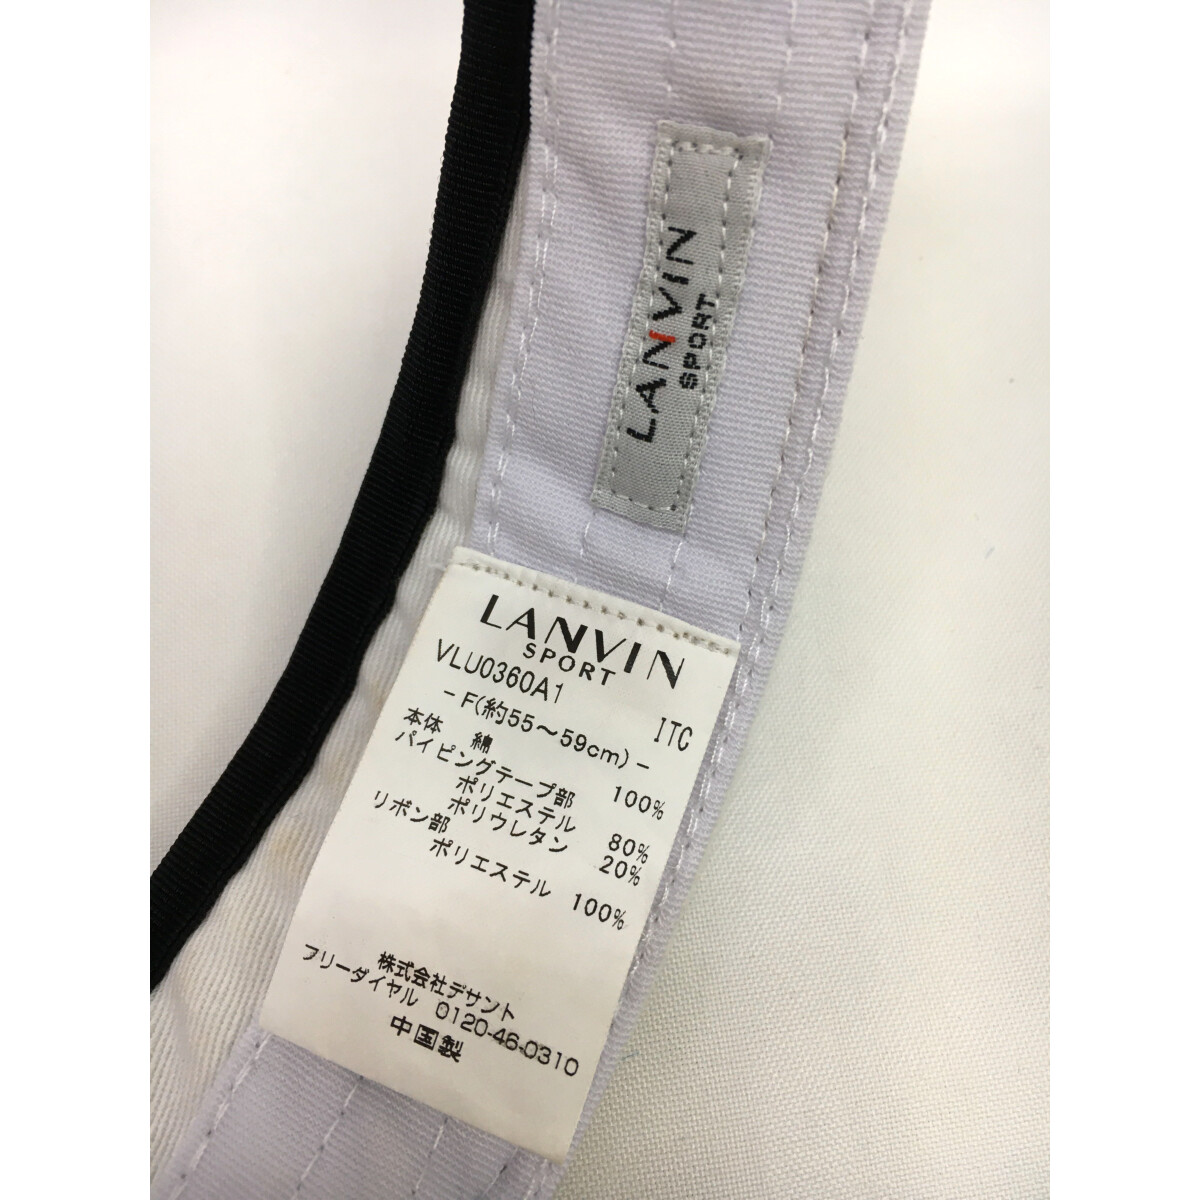 LANVIN
SPORT
LANVIN
SPORT
VLU0360A1 ITC
- F(約55～59cm) -
本体 綿 100%
パイピングテープ部
ポリエステル 80%
ポリウレタン 20%
リボン部
ポリエステル 100%
株式会社デサント
フリーダイヤル 0120-46-0310
中国製